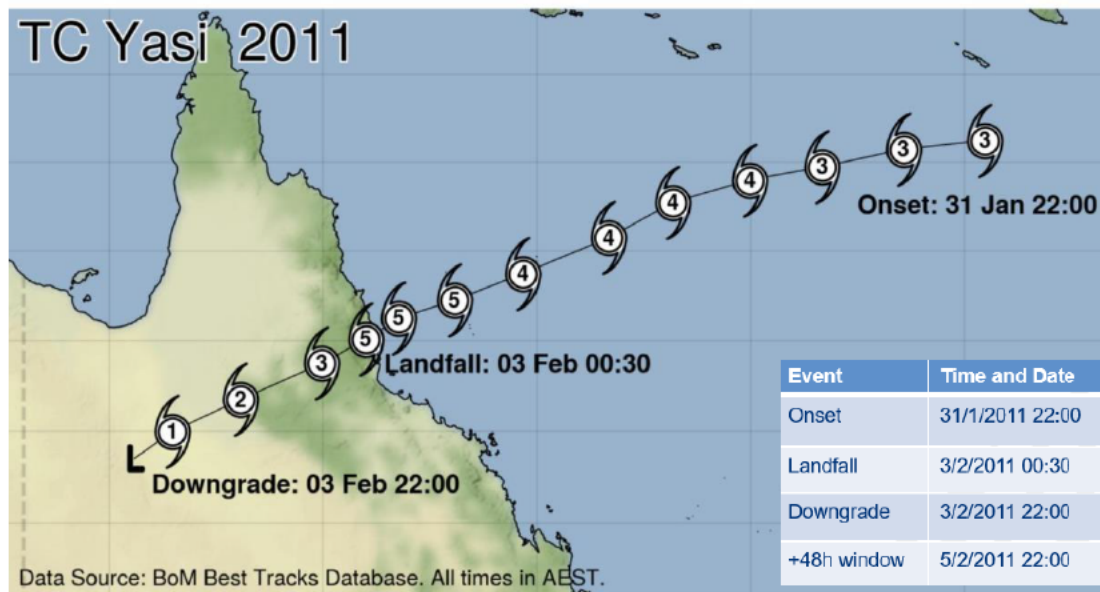 TC Yasi 2011
3
3
3
4
4
4
4
5
5
5
3
2
1
L
Onset: 31 Jan 22:00
Landfall: 03 Feb 00:30
Downgrade: 03 Feb 22:00
Event Time and Date
Onset 31/1/2011 22:00
Landfall 3/2/2011 00:30
Downgrade 3/2/2011 22:00
+48h window 5/2/2011 22:00
Data Source: BoM Best Tracks Database. All times in AEST.